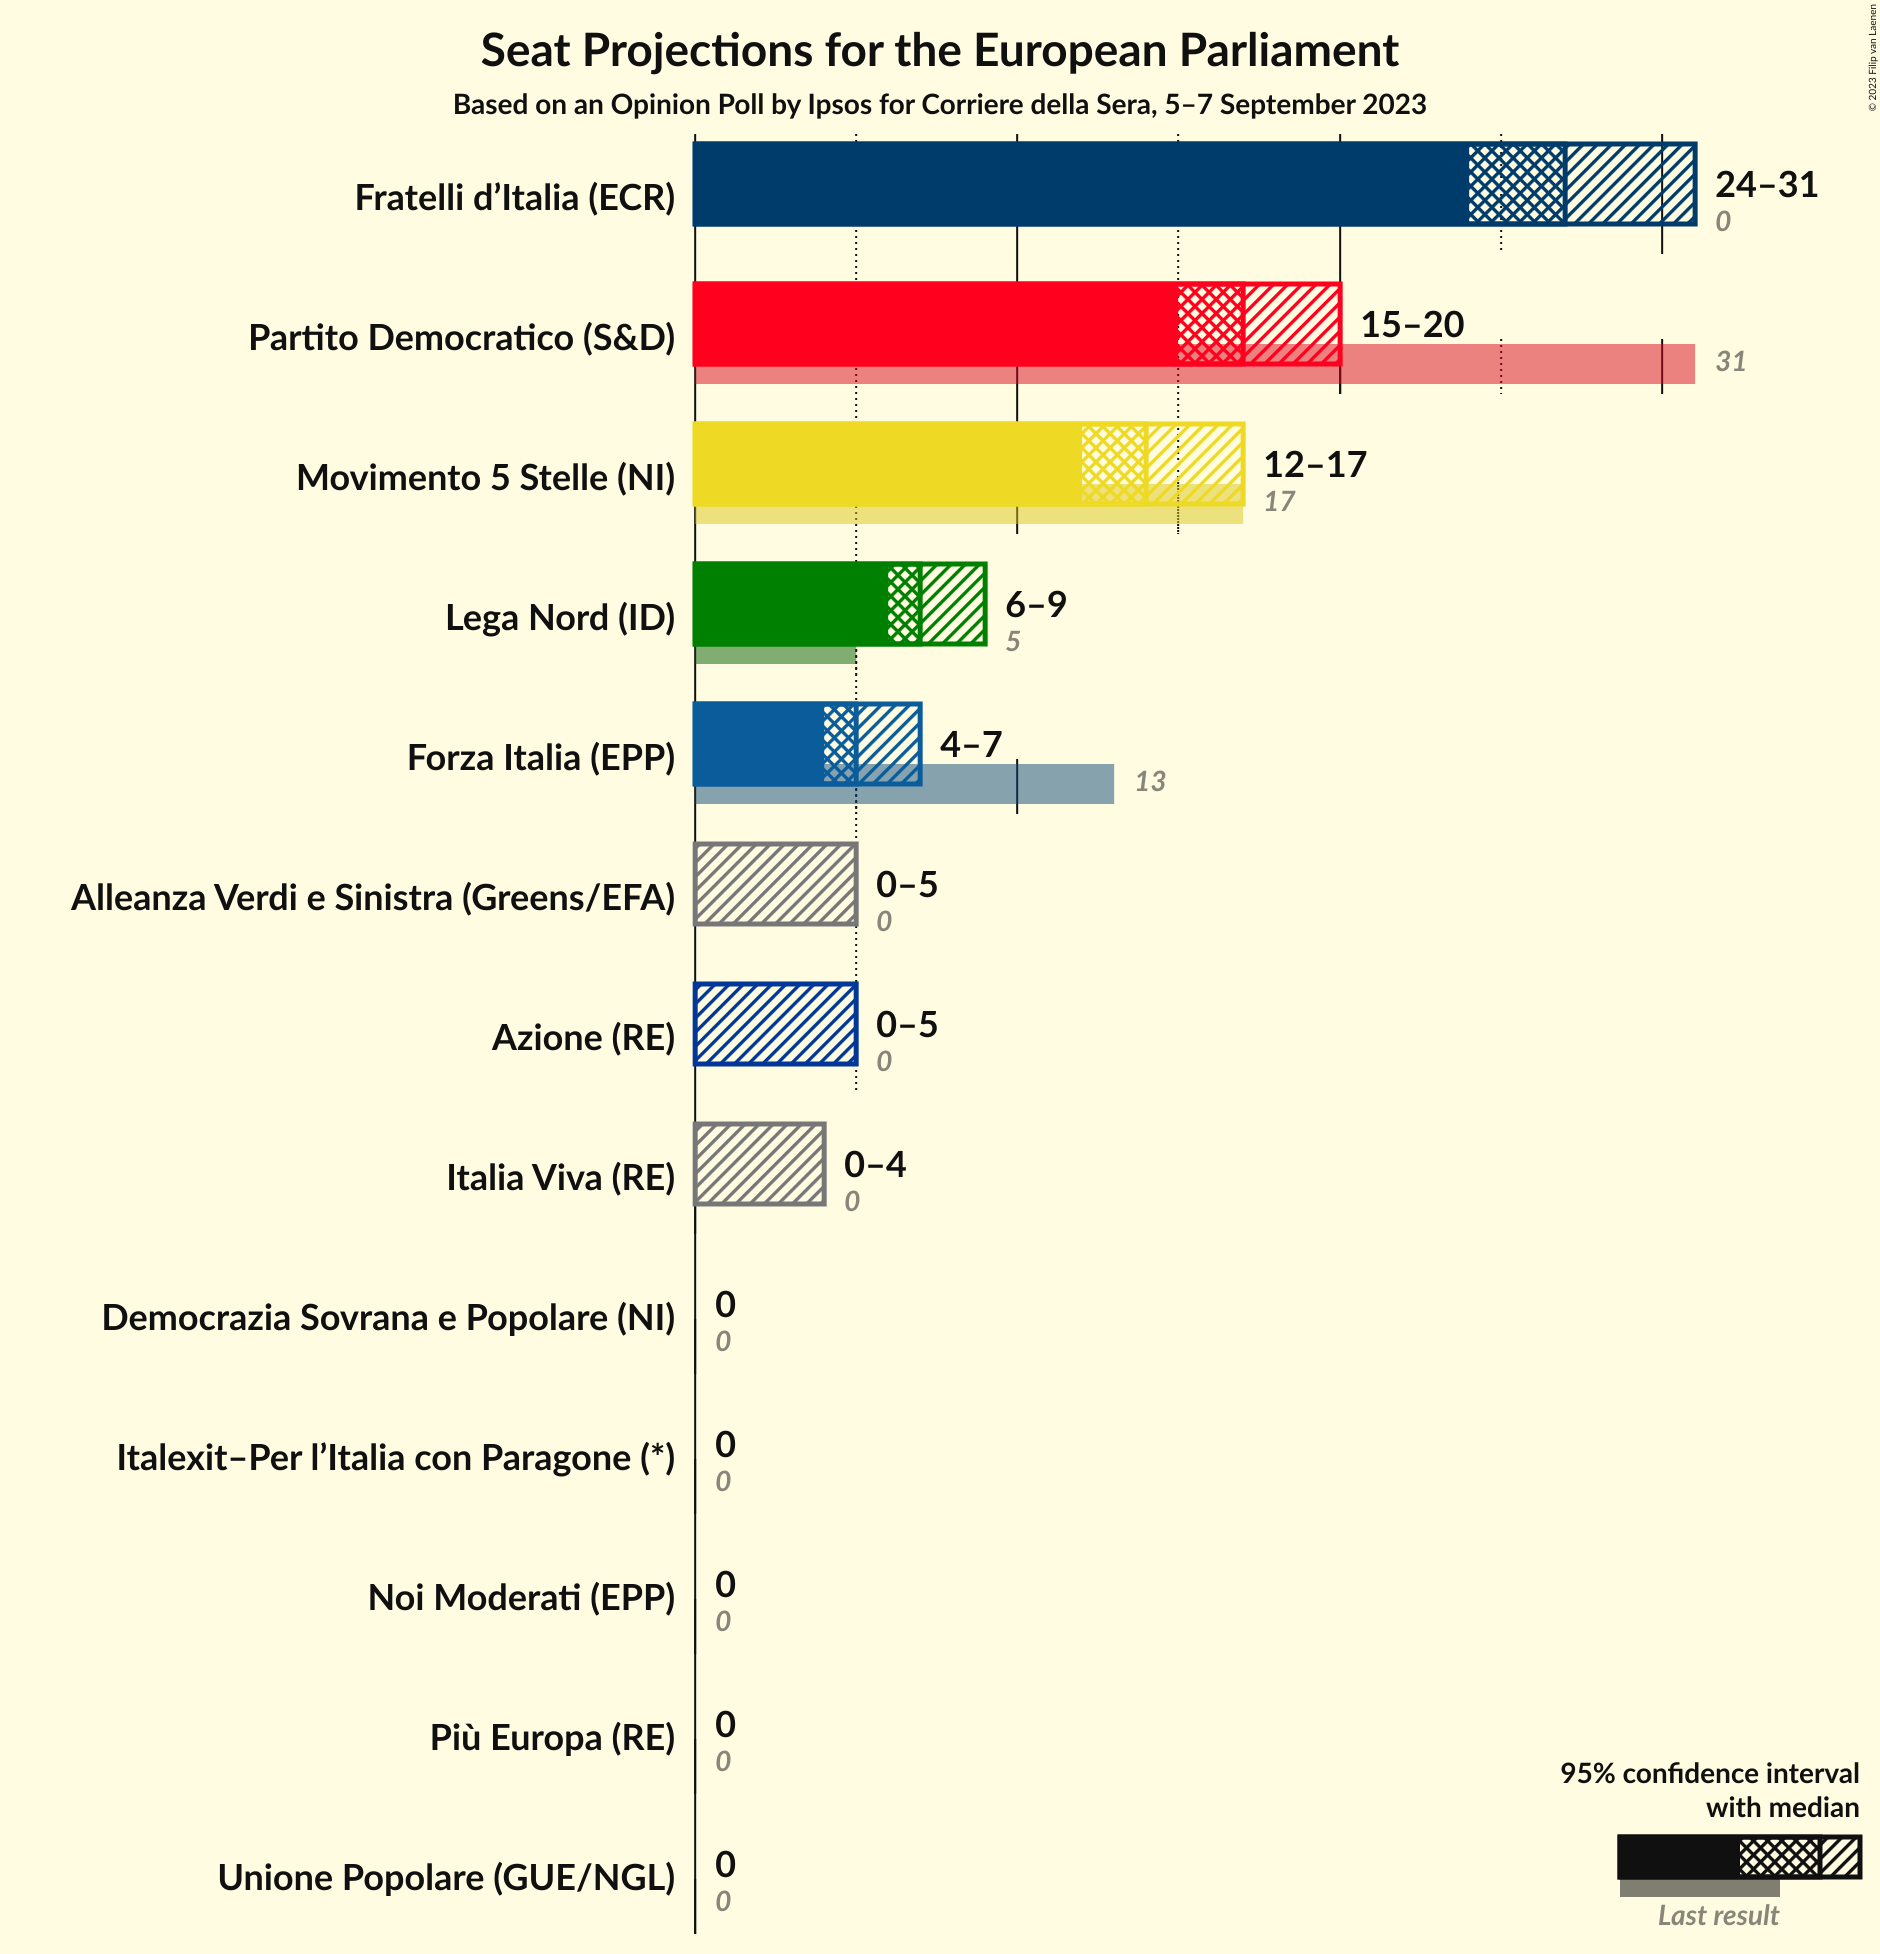 Seat Projections for the European Parliament
Based on an Opinion Poll by Ipsos for Corriere della Sera, 5–7 September 2023
© 2023 Filip van Laenen
Fratelli d’Italia (ECR)
24–31
0
Partito Democratico (S&D)
15–20
31
Movimento 5 Stelle (NI)
12–17
17
Lega Nord (ID)
6–9
5
Forza Italia (EPP)
4–7
13
Alleanza Verdi e Sinistra (Greens/EFA)
0–5
0
Azione (RE)
0–5
0
Italia Viva (RE)
0–4
0
Democrazia Sovrana e Popolare (NI)
0
0
Italexit–Per l’Italia con Paragone (*)
0
0
Noi Moderati (EPP)
0
0
Più Europa (RE)
0
0
Unione Popolare (GUE/NGL)
0
0
95% confidence interval
with median
Last result